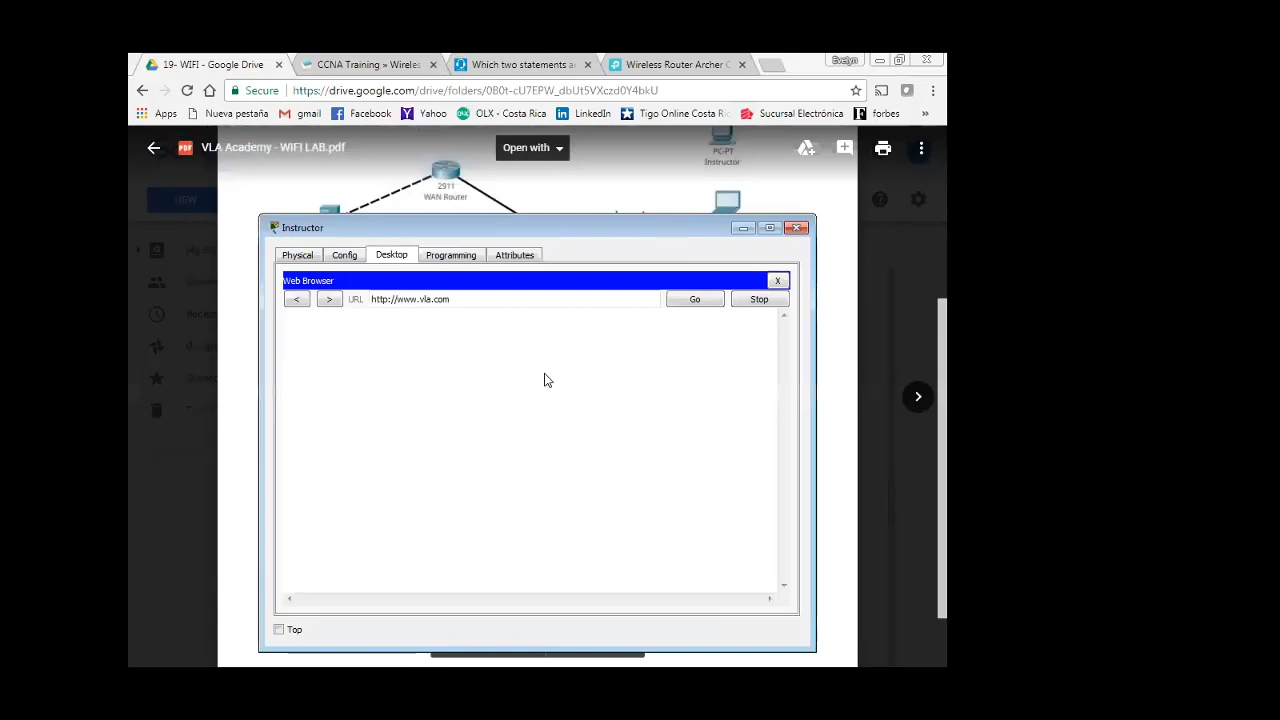 19- WIFI - Google Drive
CCNA Training » Wireles
Which two statements a
Wireless Router Archer C
Evelyn
Secure
https://drive.google.com/drive/folders/0B0t-cU7EPW_dbUt5VXczd0Y4bkU
Apps
Nueva pestaña
gmail
Facebook
Yahoo
OLX - Costa Rica
LinkedIn
Tigo Online Costa Ric
Sucursal Electrónica
forbes
»
PDF
VLA Academy - WIFI LAB.pdf
Open with
PC-PT
Instructor
2911
WAN Router
NEW
Instructor
Physical
Config
Desktop
Programming
Attributes
Web Browser
X
<
>
URL
http://www.vla.com
Go
Stop
Top